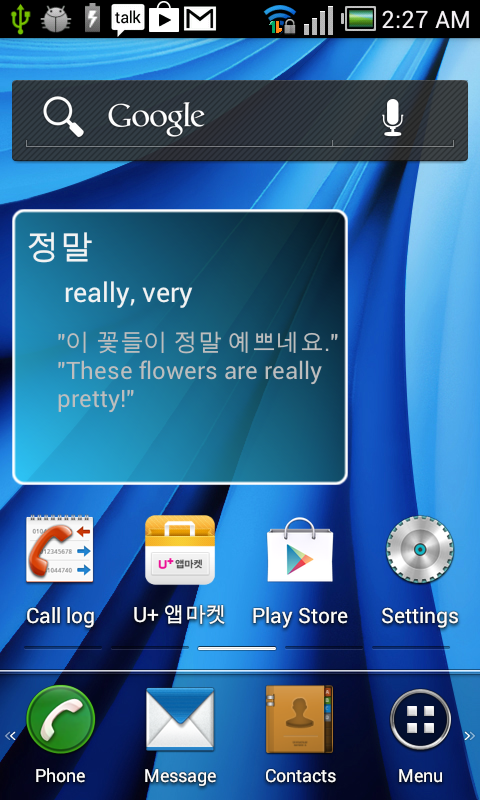 talk
2:27 AM
Google
정말
really, very
"이 꽃들이 정말 예쁘네요."
"These flowers are really
pretty!"
12345678
U+ 앱마켓
Call log
U+ 앱마켓
Play Store
Settings
Phone
Message
Contacts
Menu